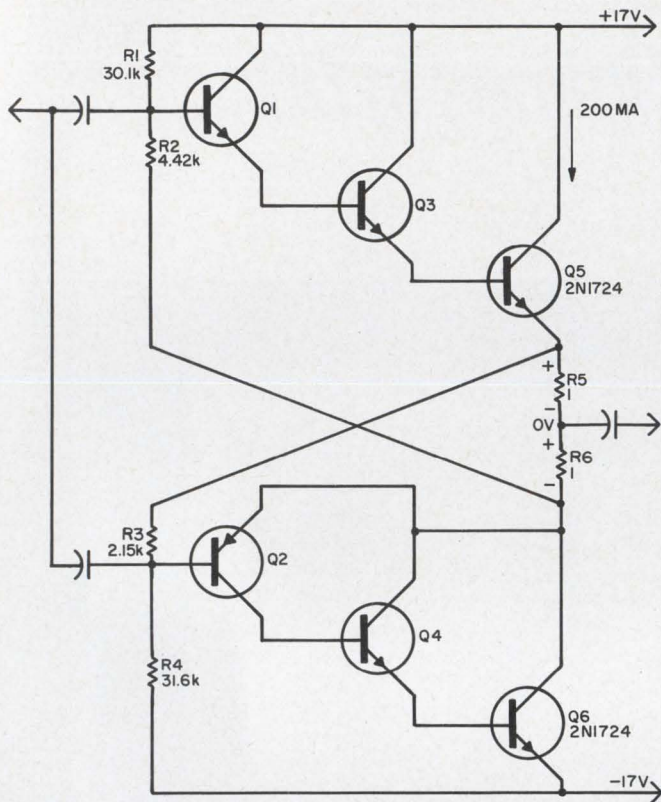 +17V
R1
30.1k
Q1
200 MA
R2
4.42k
Q3
Q5
2N1724
+
R5
1
-
0V
+
R6
1
-
R3
2.15k
Q2
Q4
R4
31.6k
Q6
2N1724
-17V